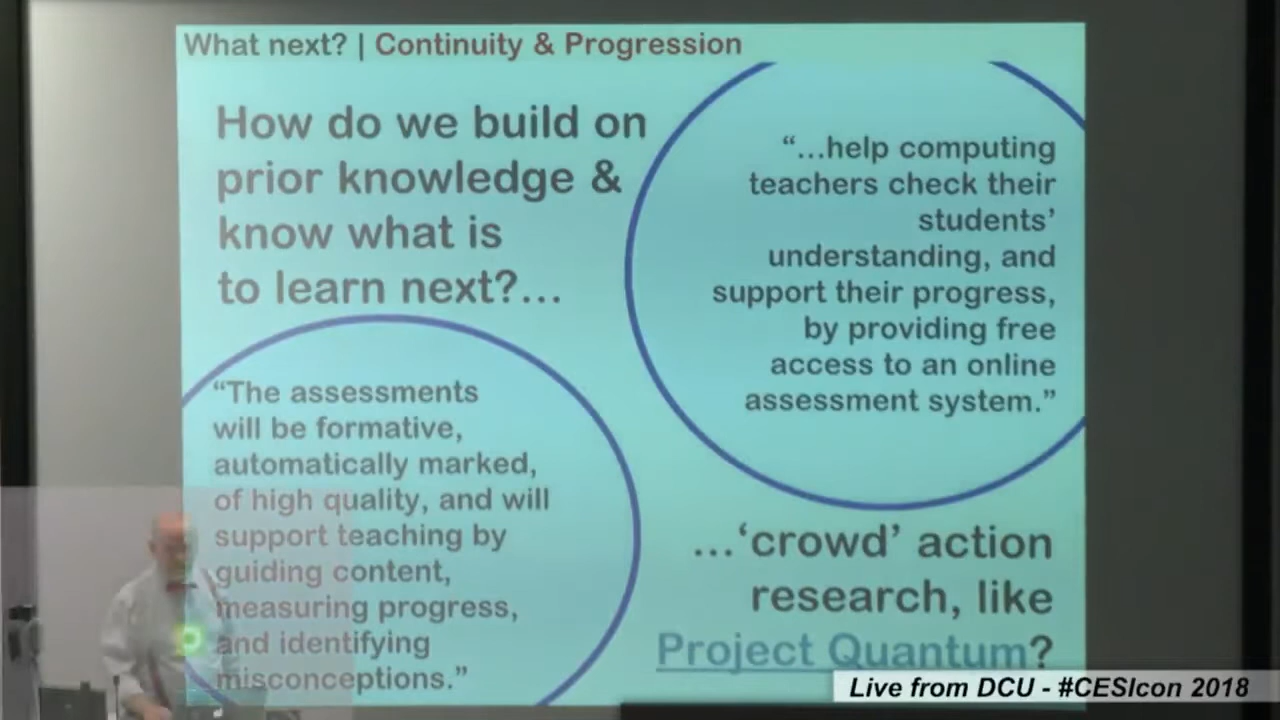 What next? | Continuity & Progression
How do we build on
prior knowledge &
know what is
to learn next?...
“...help computing
teachers check their
students’
understanding, and
support their progress,
by providing free
access to an online
assessment system.”
“The assessments
will be formative,
automatically marked,
of high quality, and will
support teaching by
guiding content,
measuring progress,
and identifying
misconceptions.”
...‘crowd’ action
research, like
Project Quantum?
Live from DCU - #CESIcon 2018